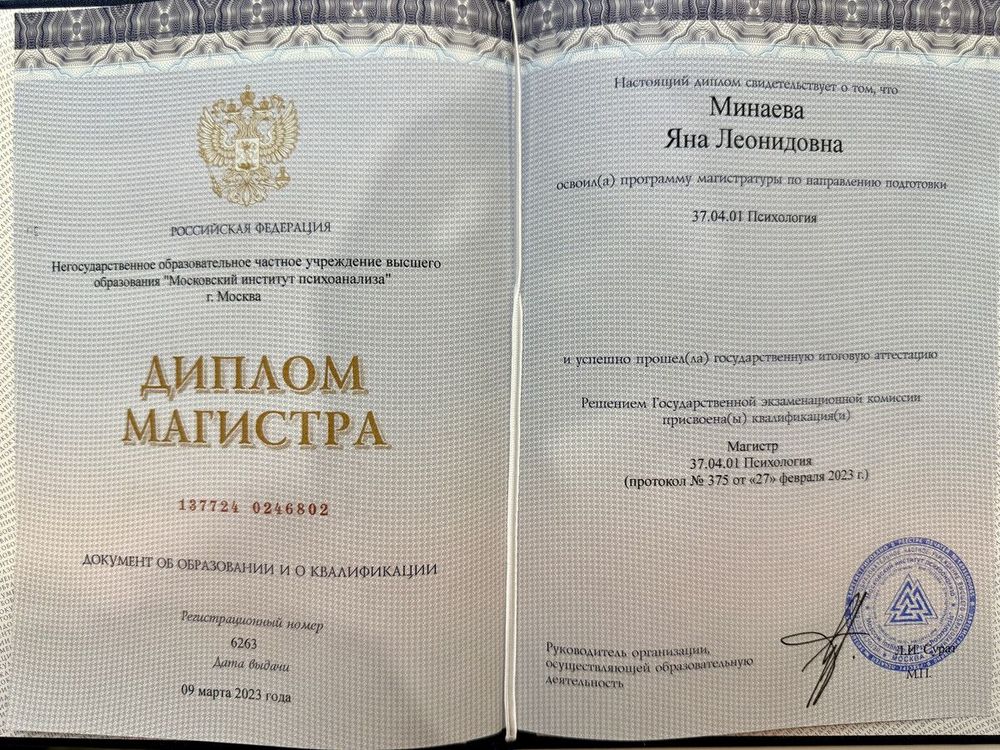 РОССИЙСКАЯ ФЕДЕРАЦИЯ
Негосударственное образовательное частное учреждение высшего
образования "Московский институт психоанализа"
г. Москва
ДИПЛОМ
МАГИСТРА
137724 0246802
ДОКУМЕНТ ОБ ОБРАЗОВАНИИ И О КВАЛИФИКАЦИИ
Регистрационный номер
6263
Дата выдачи
09 марта 2023 года
Настоящий диплом свидетельствует о том, что
Минаева
Яна Леонидовна
освоил(а) программу магистратуры по направлению подготовки
37.04.01 Психология
и успешно прошел(ла) государственную итоговую аттестацию
Решением Государственной экзаменационной комиссии
присвоена(ы) квалификация(и)
Магистр
37.04.01 Психология
(протокол № 375 от «27» февраля 2023 г.)
Руководитель организации,
осуществляющей образовательную
деятельность
Л.И. Сурат
М.П.
МОСКВА